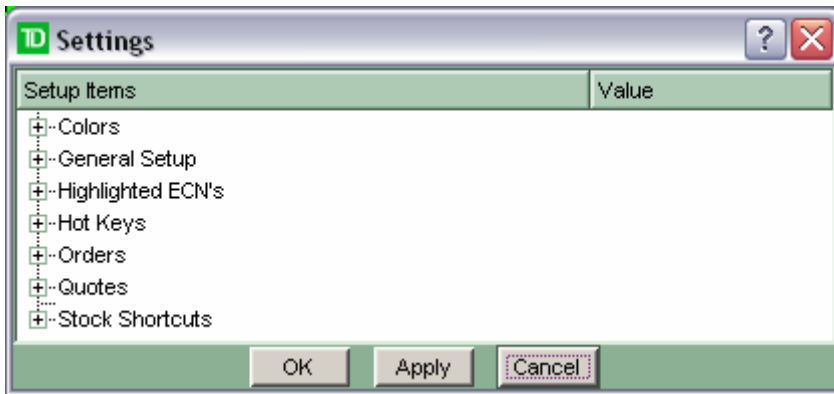 TD Settings ?
Setup Items Value
Colors
General Setup
Highlighted ECN's
Hot Keys
Orders
Quotes
Stock Shortcuts
OK Apply Cancel